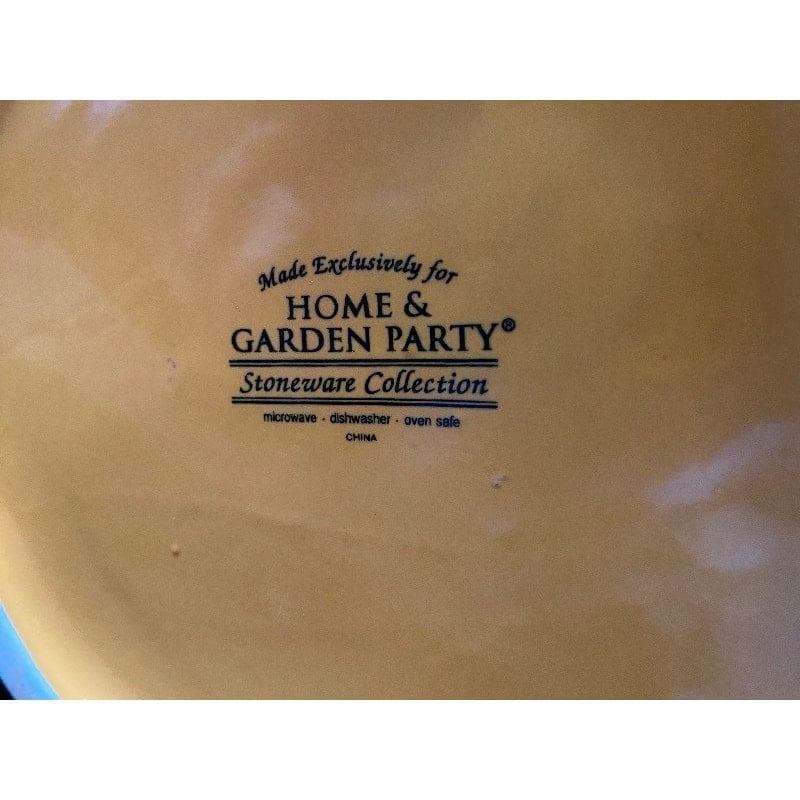 Made Exclusively for
HOME &
GARDEN PARTY®
Stoneware Collection
microwave · dishwasher · oven safe
CHINA